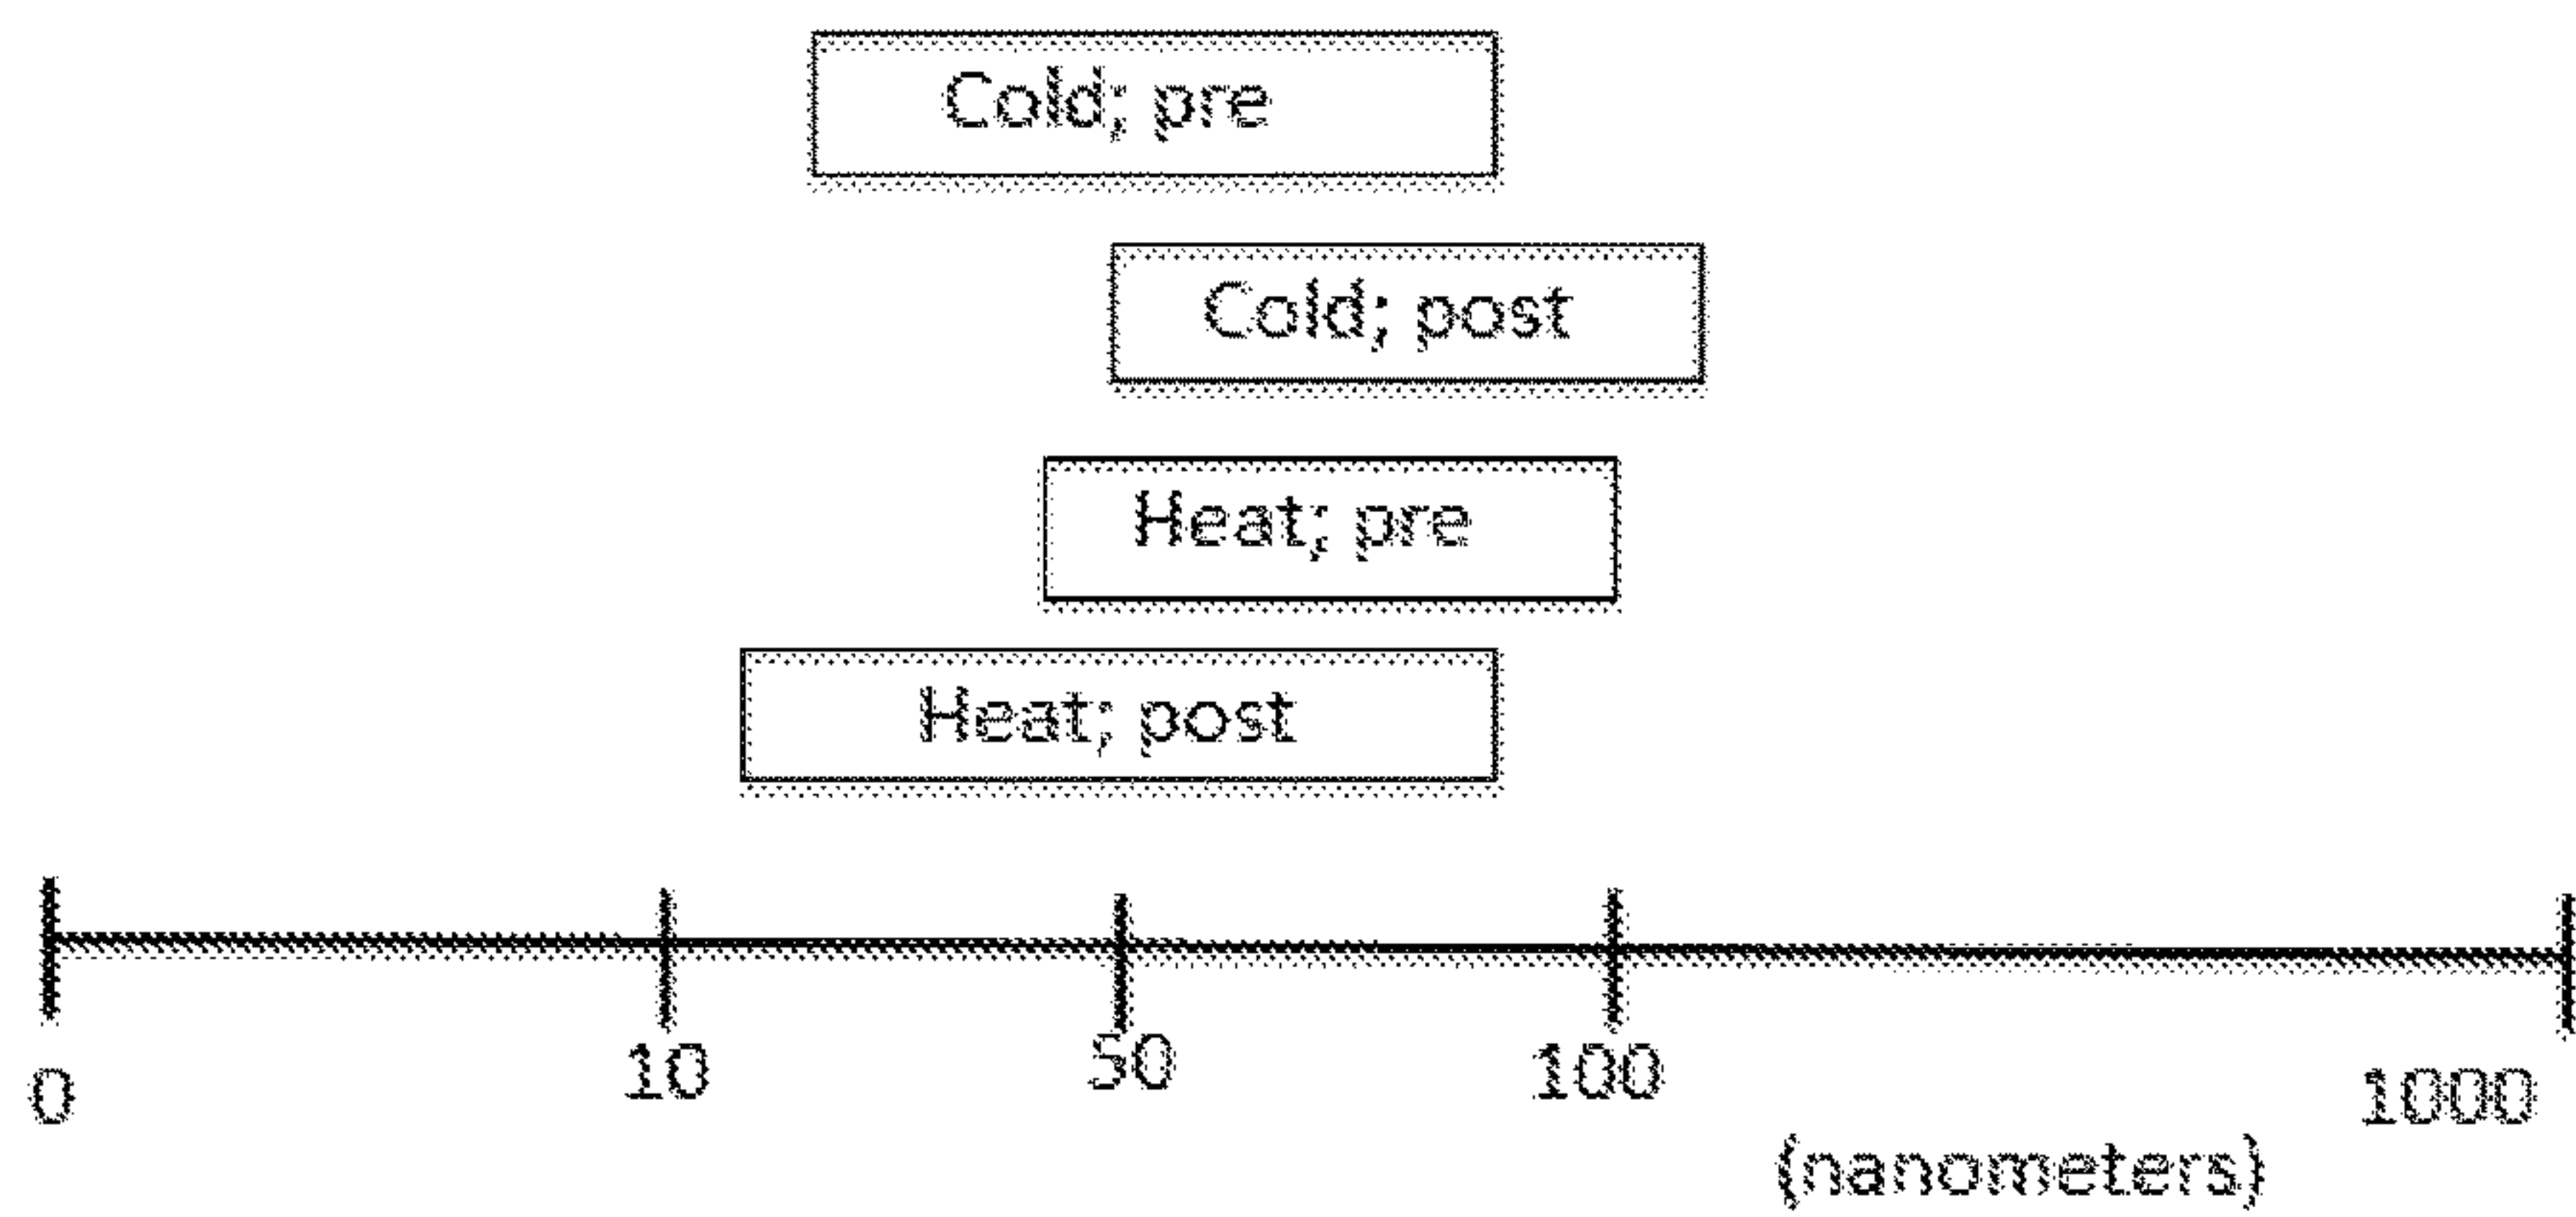 Cold; pre
Cold; post
Heat; pre
Heat; post
0 10 50 100 1000
(nanometers)